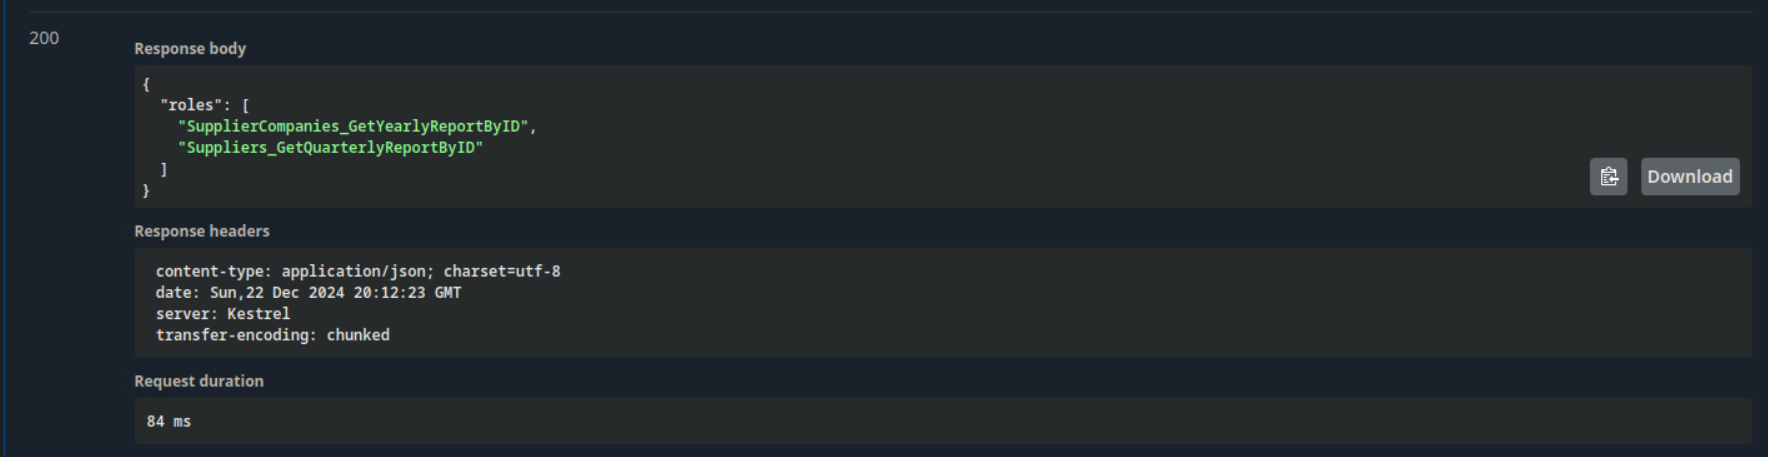 200
Response body
{
  "roles": [
    "SupplierCompanies_GetYearlyReportByID",
    "Suppliers_GetQuarterlyReportByID"
  ]
}
Download
Response headers
content-type: application/json; charset=utf-8
date: Sun,22 Dec 2024 20:12:23 GMT
server: Kestrel
transfer-encoding: chunked
Request duration
84 ms